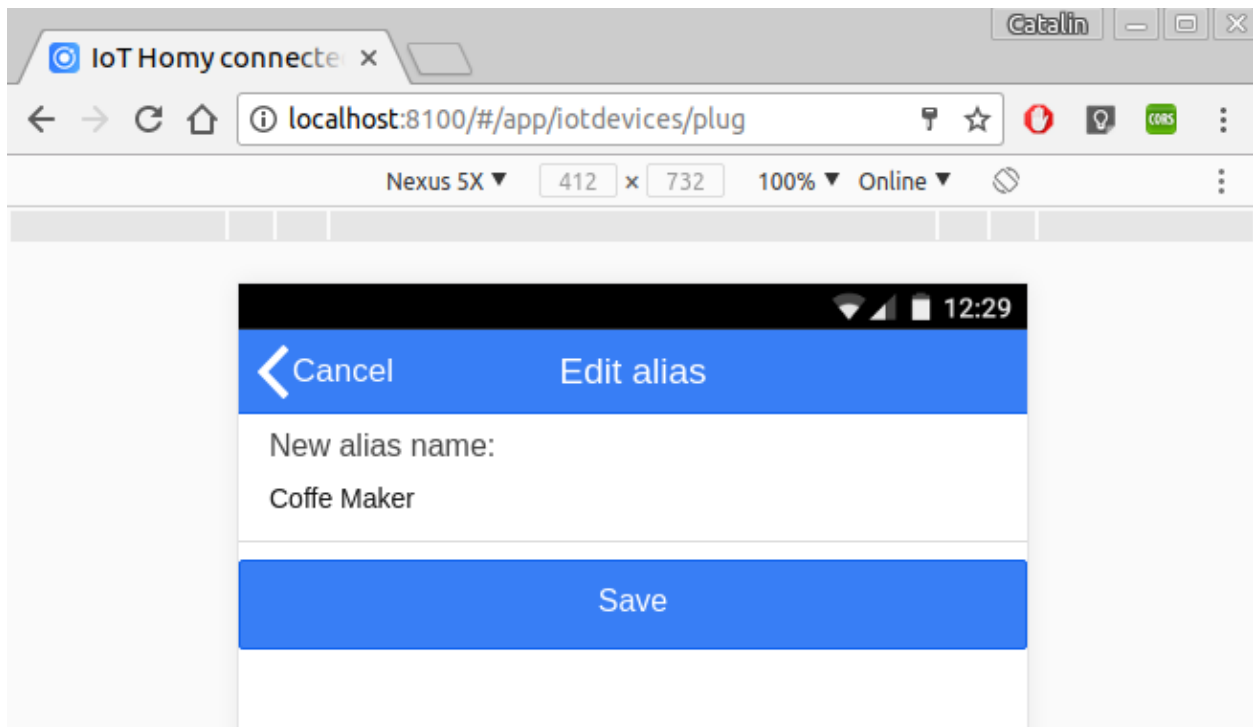 Catalin
IoT Homy connecte
localhost:8100/#/app/iotdevices/plug
CORS
Nexus 5X ▼ 412 × 732 100% ▼ Online ▼
12:29
Cancel Edit alias
New alias name:
Coffe Maker
Save